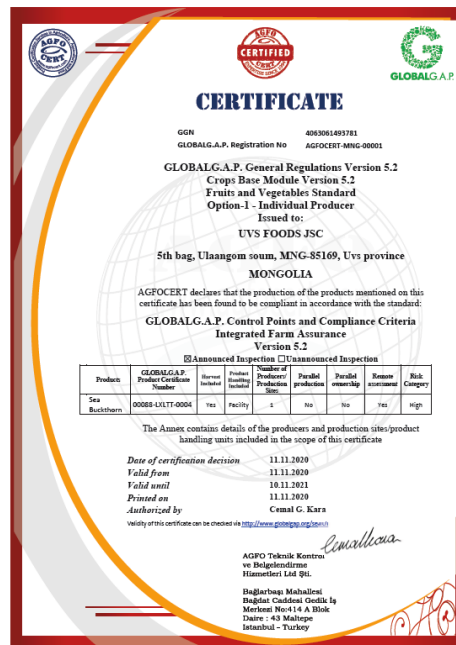 AGFO
CERT
AGFO
CERTIFIED
CERT
GLOBALG.A.P.
CERTIFICATE
GGN 4063061493781
GLOBALG.A.P. Registration No AGFOCERT-MNG-00001
GLOBALG.A.P. General Regulations Version 5.2
Crops Base Module Version 5.2
Fruits and Vegetables Standard
Option-1 - Individual Producer
Issued to:
UVS FOODS JSC
5th bag, Ulaangom soum, MNG-85169, Uvs province
MONGOLIA
AGFOCERT declares that the production of the products mentioned on this
certificate has been found to be compliant in accordance with the standard:
GLOBALG.A.P. Control Points and Compliance Criteria
Integrated Farm Assurance
Version 5.2
☒Announced Inspection ☐Unannounced Inspection
Products GLOBALG.A.P. Product Certificate Number Harvest Included Product Handling Included Number of Producers/ Production Sites Parallel production Parallel ownership Remote assessment Risk Category
Sea Buckthorn 00088-LXLTT-0004 Yes Facility No No Yes High
The Annex contains details of the producers and production sites/product
handling units included in the scope of this certificate
Date of certification decision 11.11.2020
Valid from 11.11.2020
Valid until 10.11.2021
Printed on 11.11.2020
Authorized by Cemal G. Kara
Validity of this certificate can be checked via http://www.globalgap.org/search
AGFO Teknik Kontrol
ve Belgelendirme
Hizmetleri Ltd Şti.
Bağlarbaşı Mahallesi
Bağdat Caddesi Gedik İş
Merkezi No:414 A Blok
Daire : 43 Maltepe
Istanbul - Turkey